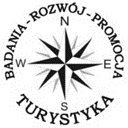 BADANIA - ROZWÓJ - PROMOCJA
N
W E
S
TURYSTYKA